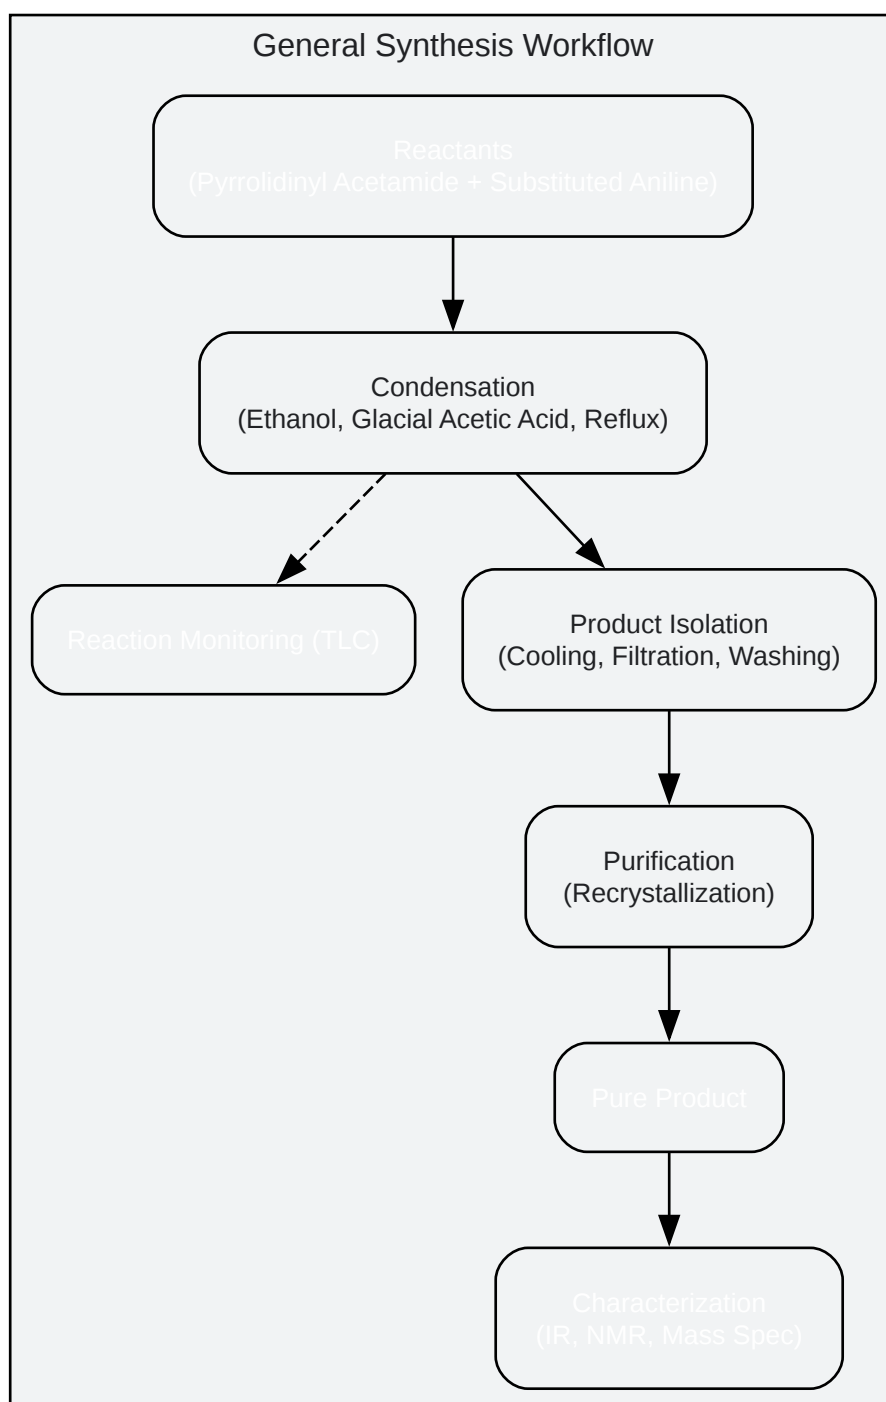 General Synthesis Workflow
Reactants
(Pyrrolidinyl Acetamide + Substituted Aniline)
Condensation
(Ethanol, Glacial Acetic Acid, Reflux)
Reaction Monitoring (TLC)
Product Isolation
(Cooling, Filtration, Washing)
Purification
(Recrystallization)
Pure Product
Characterization
(IR, NMR, Mass Spec)